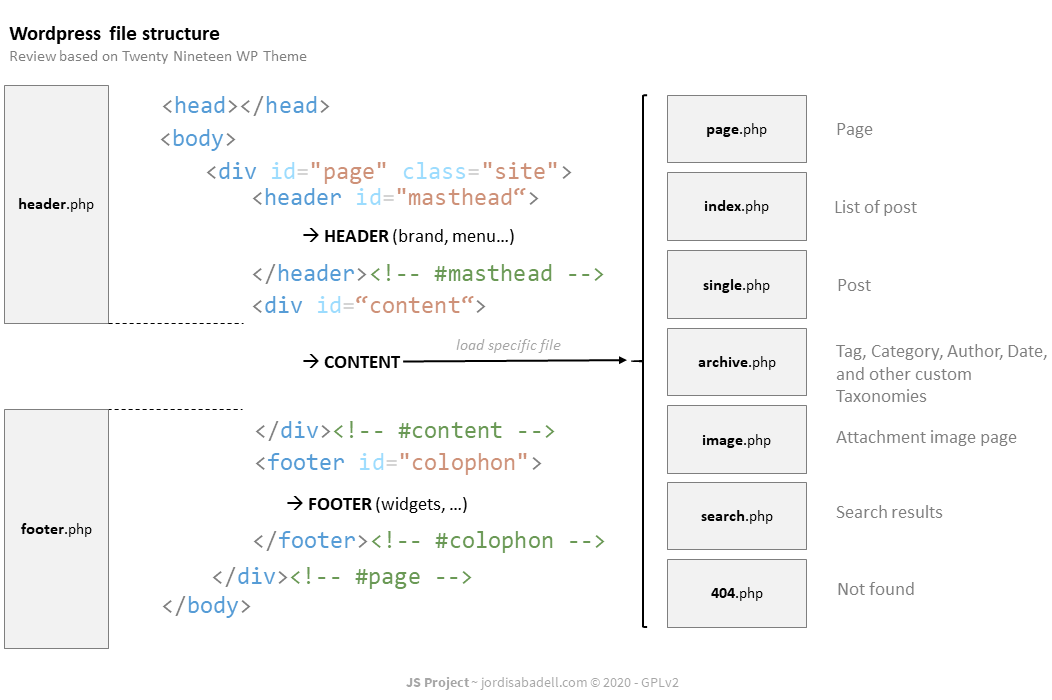 Wordpress file structure
Review based on Twenty Nineteen WP Theme
header.php
<head></head>
<body>
<div id="page" class="site">
<header id="masthead“>
→ HEADER (brand, menu...)
</header><!-- #masthead -->
<div id=“content“>
→ CONTENT
load specific file
footer.php
</div><!-- #content -->
<footer id="colophon">
→ FOOTER (widgets, ...)
</footer><!-- #colophon -->
</div><!-- #page -->
</body>
page.php
Page
index.php
List of post
single.php
Post
archive.php
Tag, Category, Author, Date,
and other custom
Taxonomies
image.php
Attachment image page
search.php
Search results
404.php
Not found
JS Project ~ jordisabadell.com © 2020 - GPLv2